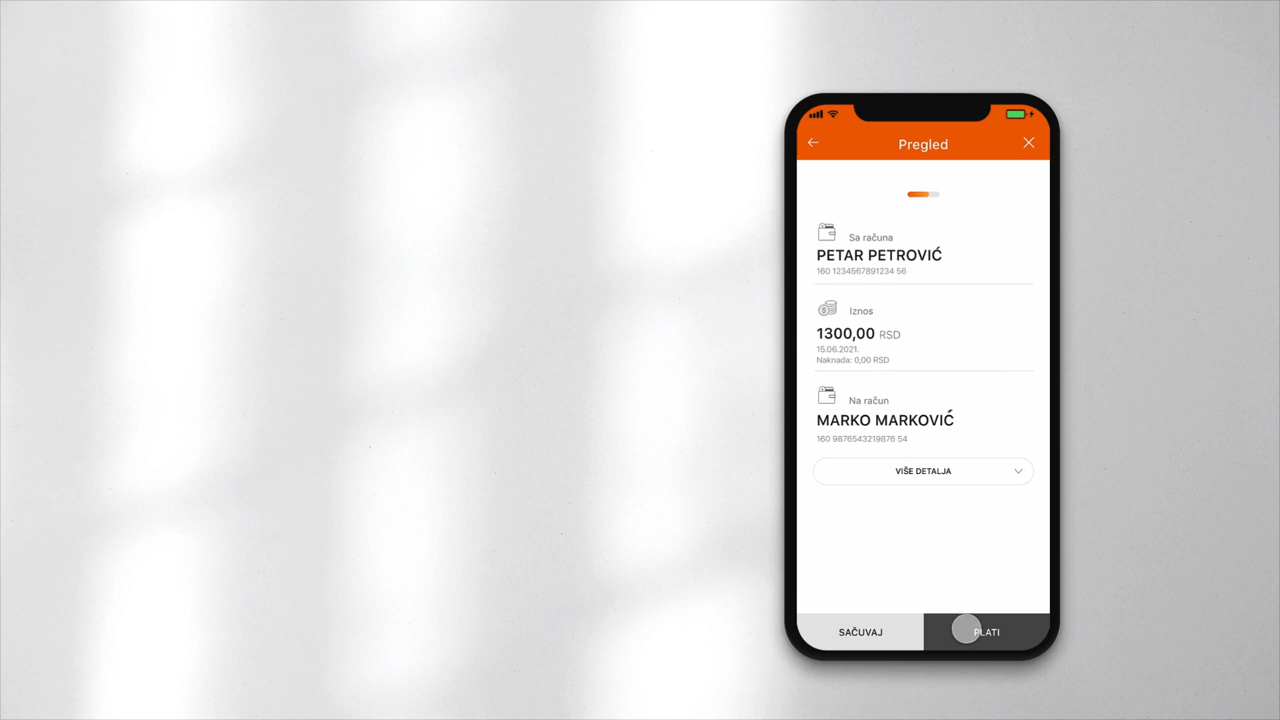 Pregled
Sa računa
PETAR PETROVIĆ
160 1234567891234 56
Iznos
1300,00 RSD
15.06.2021.
Naknada: 0,00 RSD
Na račun
MARKO MARKOVIĆ
160 9876543219876 54
VIŠE DETALJA
SAČUVAJ
PLATI